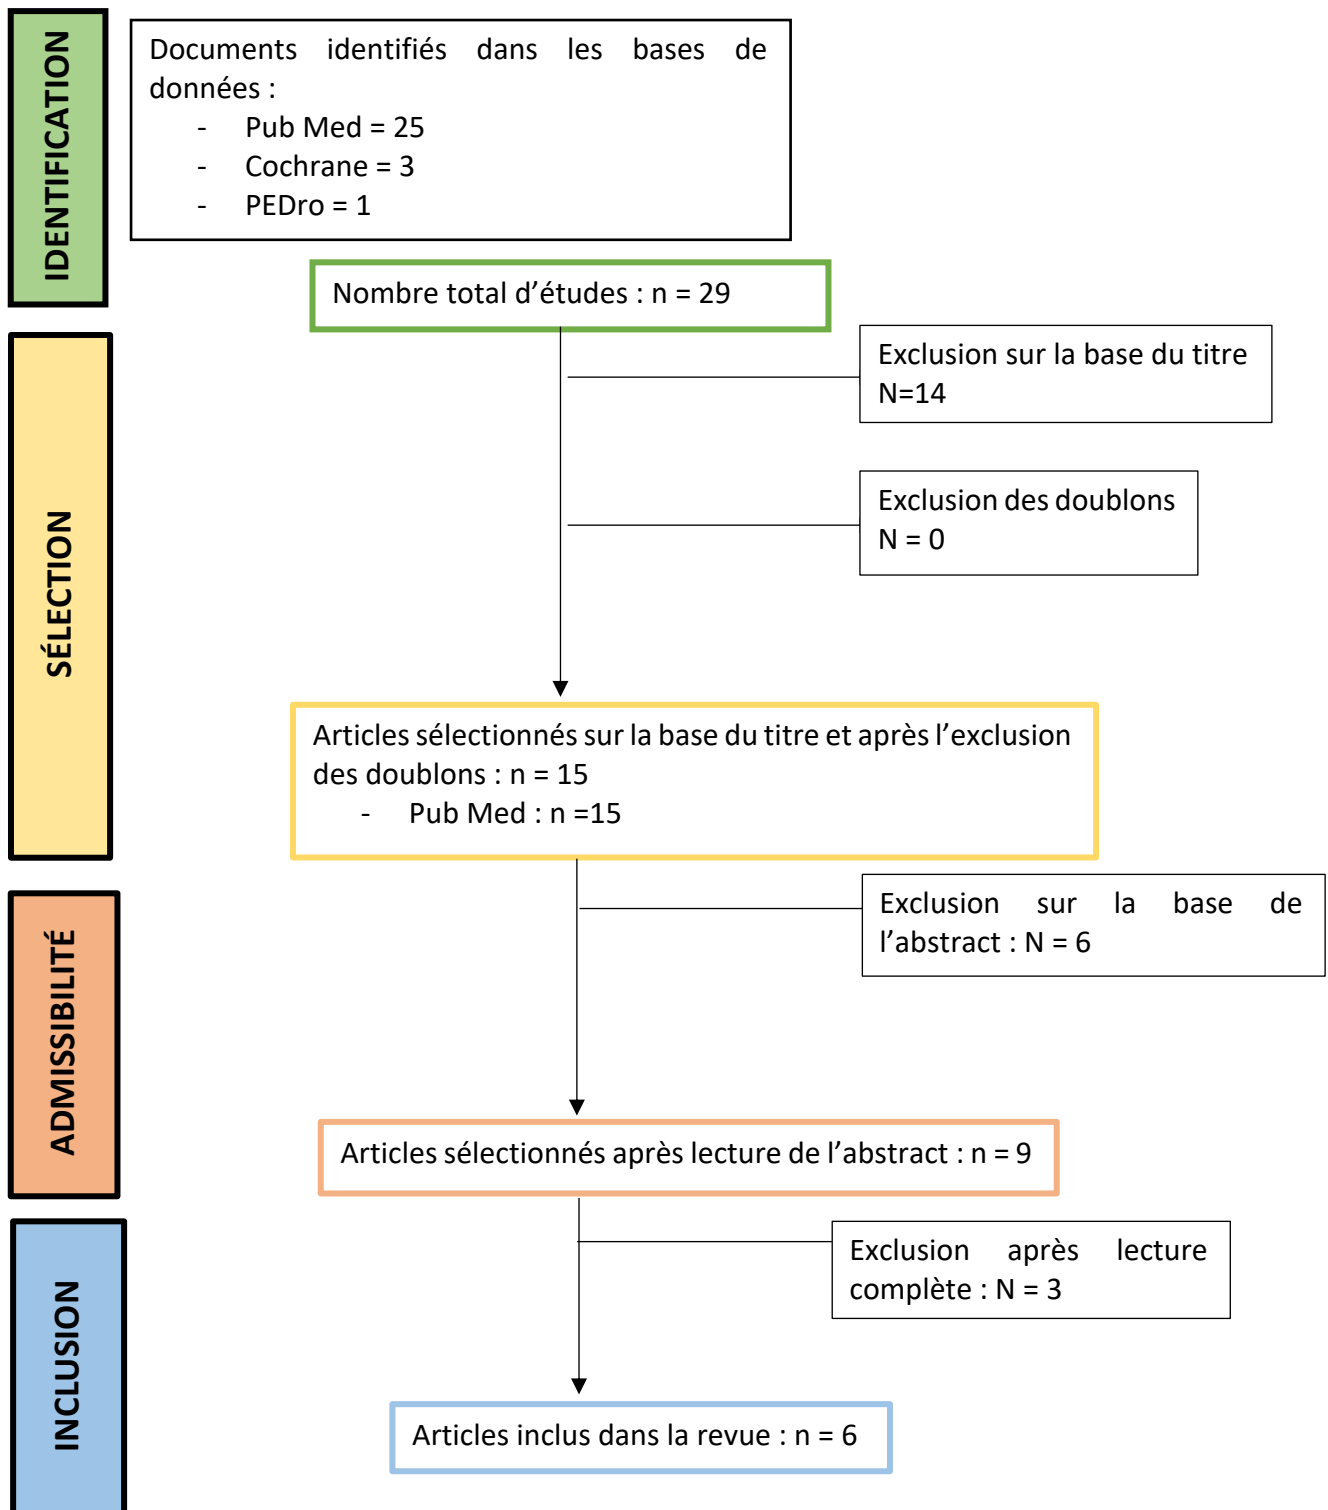 IDENTIFICATION
Documents identifiés dans les bases de
données :
- Pub Med = 25
- Cochrane = 3
- PEDro = 1
Nombre total d’études : n = 29
SÉLECTION
Exclusion sur la base du titre
N=14
Exclusion des doublons
N = 0
Articles sélectionnés sur la base du titre et après l’exclusion
des doublons : n = 15
- Pub Med : n =15
ADMISSIBILITÉ
Exclusion sur la base de
l’abstract : N = 6
Articles sélectionnés après lecture de l’abstract : n = 9
INCLUSION
Exclusion après lecture
complète : N = 3
Articles inclus dans la revue : n = 6